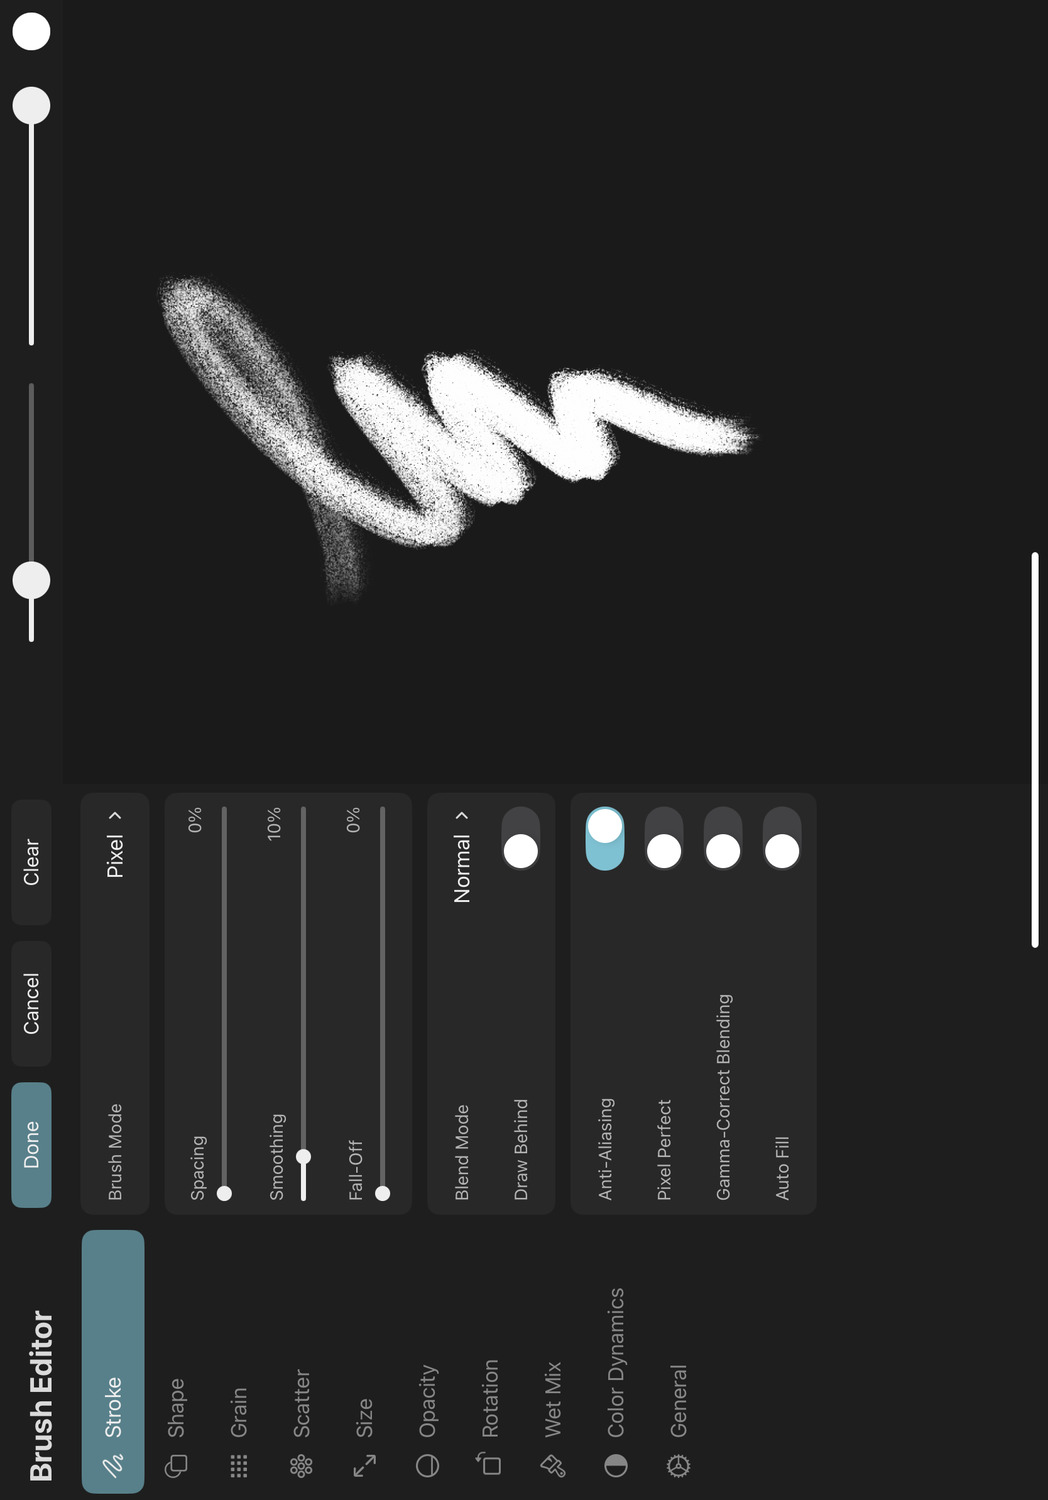 Brush Editor
Done
Cancel
Clear
Stroke
Shape
Grain
Scatter
Size
Opacity
Rotation
Wet Mix
Color Dynamics
General
Brush Mode Pixel
Spacing 0%
Smoothing 10%
Fall-Off 0%
Blend Mode Normal
Draw Behind
Anti-Aliasing
Pixel Perfect
Gamma-Correct Blending
Auto Fill